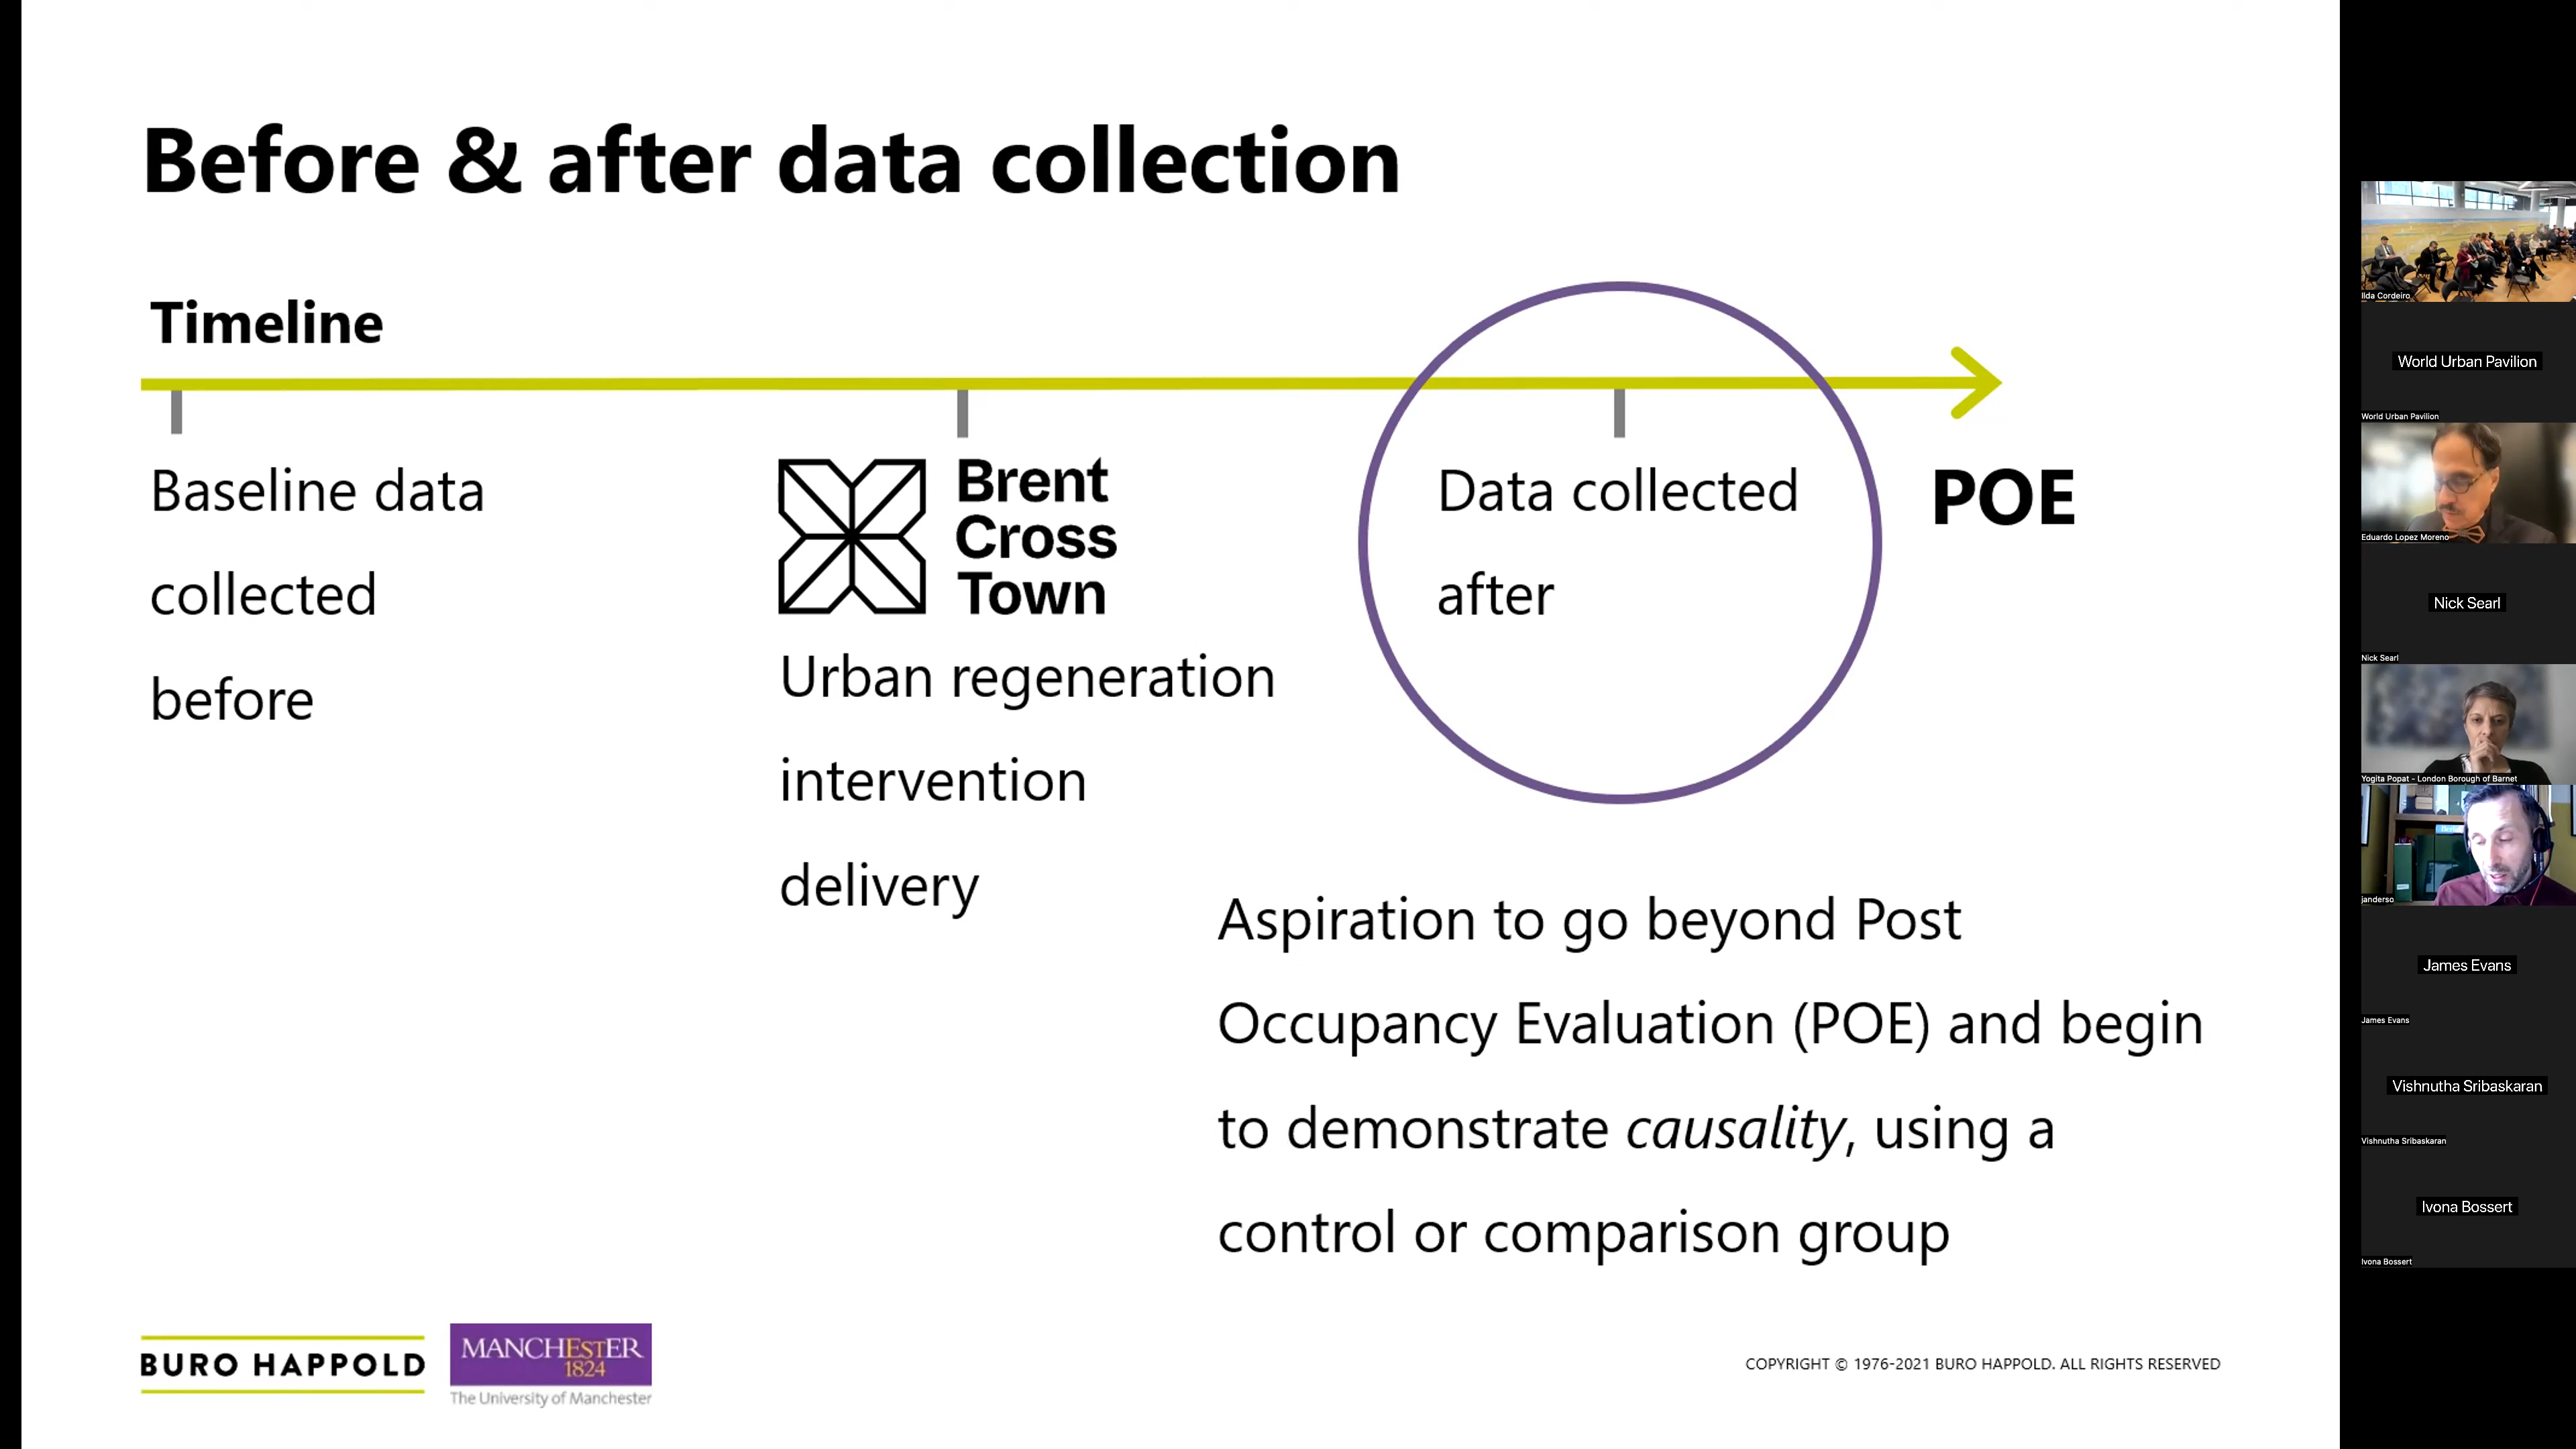 Before & after data collection
Timeline
Baseline data
collected
before
Brent
Cross
Town
Urban regeneration
intervention
delivery
Data collected
after
POE
Aspiration to go beyond Post
Occupancy Evaluation (POE) and begin
to demonstrate causality, using a
control or comparison group
BURO HAPPOLD
MANCHESTER
1824
The University of Manchester
COPYRIGHT © 1976-2021 BURO HAPPOLD. ALL RIGHTS RESERVED
Ilda Cordeiro
World Urban Pavilion
World Urban Pavilion
Eduardo Lopez Moreno
Nick Searl
Nick Searl
Yogita Popat - London Borough of Barnet
janderso
James Evans
James Evans
Vishnutha Sribaskaran
Vishnutha Sribaskaran
Ivona Bossert
Ivona Bossert